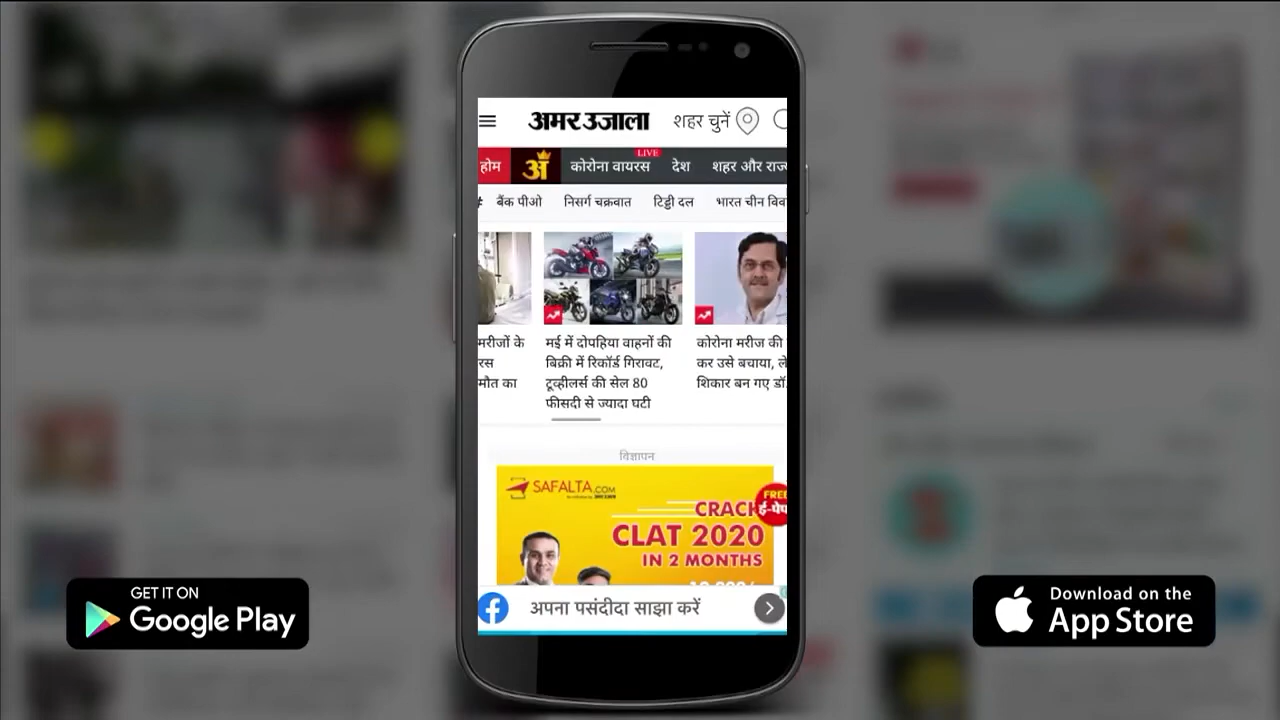 अमर उजाला
शहर चुनें
होम
अ
कोरोना वायरस
LIVE
देश
शहर और राज्
#
बैंक पीओ
निसर्ग चक्रवात
टिड्डी दल
भारत चीन विवा
मरीजों के
रस
मौत का
मई में दोपहिया वाहनों की
बिक्री में रिकॉर्ड गिरावट,
टूव्हीलर्स की सेल 80
फीसदी से ज्यादा घटी
कोरोना मरीज की
कर उसे बचाया, ले
शिकार बन गए डॉ.
विज्ञापन
SAFALTA.COM
CRACK
CLAT 2020
IN 2 MONTHS
FREE
ई-पेप
अपना पसंदीदा साझा करें
GET IT ON
Google Play
Download on the
App Store